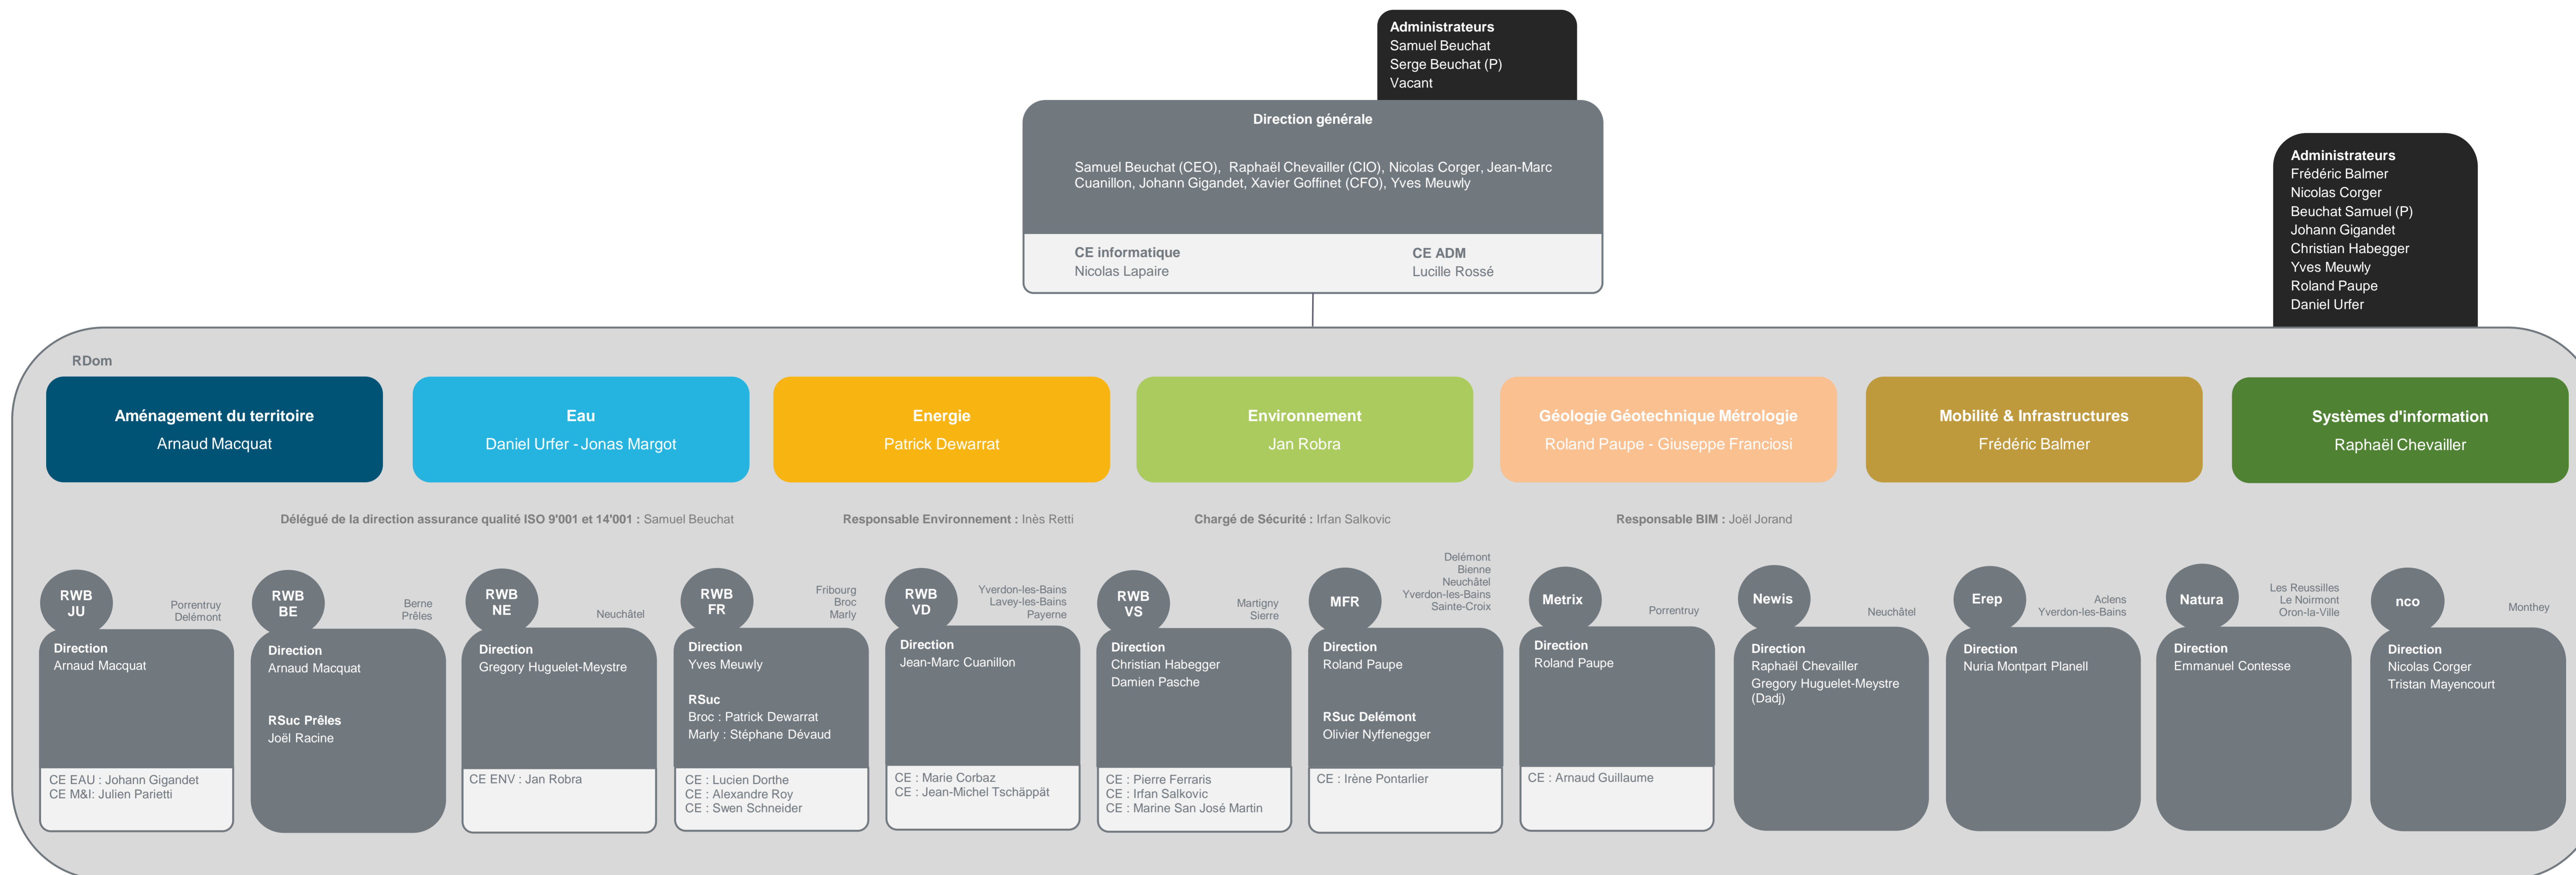 Administrateurs
Samuel Beuchat
Serge Beuchat (P)
Vacant
Direction générale
Samuel Beuchat (CEO),  Raphaël Chevailler (CIO), Nicolas Corger, Jean-Marc
Cuanillon, Johann Gigandet, Xavier Goffinet (CFO), Yves Meuwly
CE informatique
Nicolas Lapaire
CE ADM
Lucille Rossé
Administrateurs
Frédéric Balmer
Nicolas Corger
Beuchat Samuel (P)
Johann Gigandet
Christian Habegger
Yves Meuwly
Roland Paupe
Daniel Urfer
RDom
Aménagement du territoire
Arnaud Macquat
Eau
Daniel Urfer - Jonas Margot
Energie
Patrick Dewarrat
Environnement
Jan Robra
Géologie Géotechnique Métrologie
Roland Paupe - Giuseppe Franciosi
Mobilité & Infrastructures
Frédéric Balmer
Systèmes d'information
Raphaël Chevailler
Délégué de la direction assurance qualité ISO 9'001 et 14'001 : Samuel Beuchat
Responsable Environnement : Inès Retti
Chargé de Sécurité : Irfan Salkovic
Responsable BIM : Joël Jorand
RWB
JU
Porrentruy
Delémont
Direction
Arnaud Macquat
CE EAU : Johann Gigandet
CE M&I: Julien Parietti
RWB
BE
Berne
Prêles
Direction
Arnaud Macquat
RSuc Prêles
Joël Racine
RWB
NE
Neuchâtel
Direction
Gregory Huguelet-Meystre
CE ENV : Jan Robra
RWB
FR
Fribourg
Broc
Marly
Direction
Yves Meuwly
RSuc
Broc : Patrick Dewarrat
Marly : Stéphane Dévaud
CE : Lucien Dorthe
CE : Alexandre Roy
CE : Swen Schneider
RWB
VD
Yverdon-les-Bains
Lavey-les-Bains
Payerne
Direction
Jean-Marc Cuanillon
CE : Marie Corbaz
CE : Jean-Michel Tschäppät
RWB
VS
Martigny
Sierre
Direction
Christian Habegger
Damien Pasche
CE : Pierre Ferraris
CE : Irfan Salkovic
CE : Marine San José Martin
MFR
Delémont
Bienne
Neuchâtel
Yverdon-les-Bains
Sainte-Croix
Direction
Roland Paupe
RSuc Delémont
Olivier Nyffenegger
CE : Irène Pontarlier
Metrix
Porrentruy
Direction
Roland Paupe
CE : Arnaud Guillaume
Newis
Neuchâtel
Direction
Raphaël Chevailler
Gregory Huguelet-Meystre
(Dadj)
Erep
Aclens
Yverdon-les-Bains
Direction
Nuria Montpart Planell
Natura
Les Reussilles
Le Noirmont
Oron-la-Ville
Direction
Emmanuel Contesse
nco
Monthey
Direction
Nicolas Corger
Tristan Mayencourt